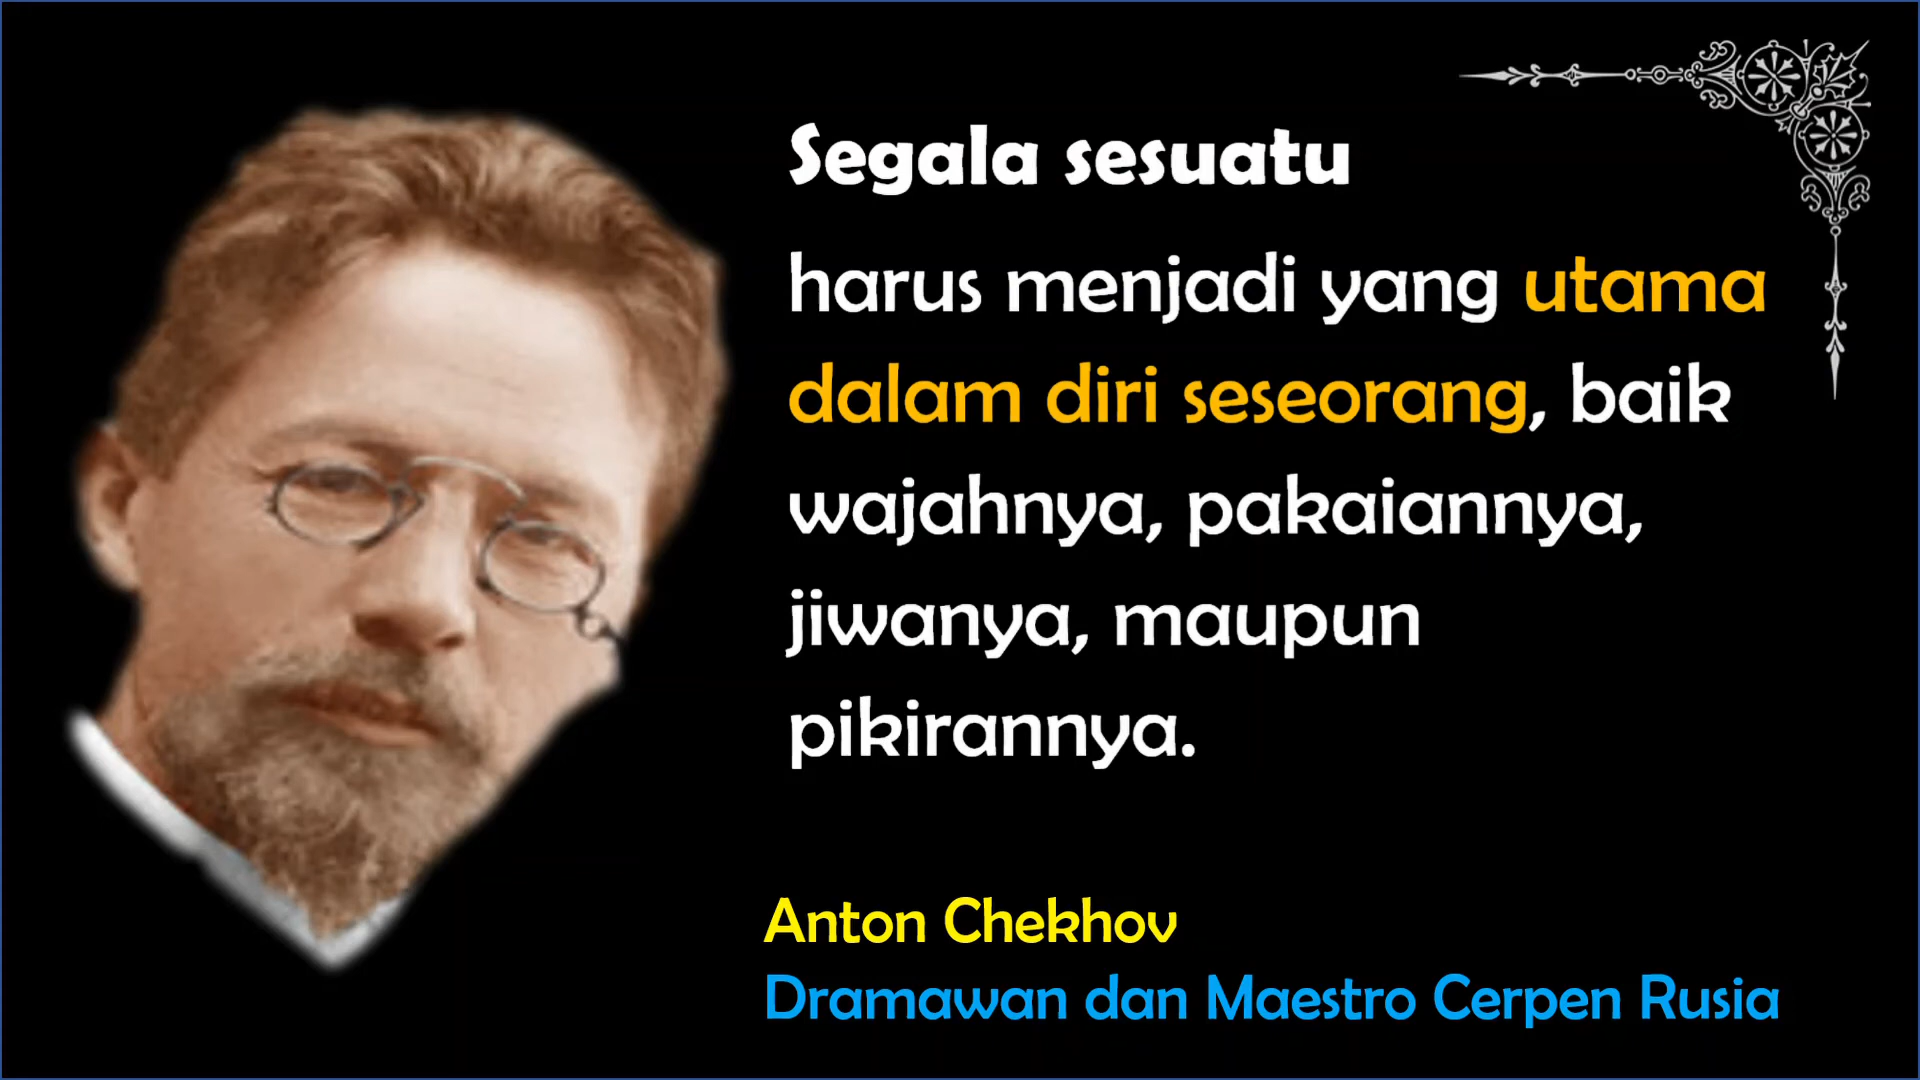 Segala sesuatu
harus menjadi yang utama
dalam diri seseorang, baik
wajahnya, pakaiannya,
jiwanya, maupun
pikirannya.
Anton Chekhov
Dramawan dan Maestro Cerpen Rusia